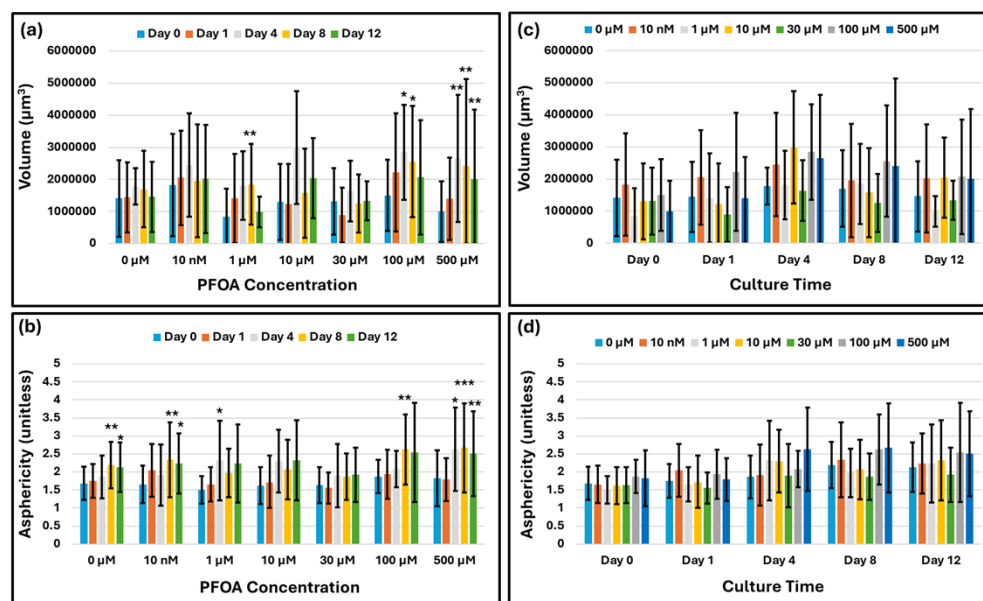 (a)
Day 0 Day 1 Day 4 Day 8 Day 12
Volume (µm³)
6000000
5000000
4000000
3000000
2000000
1000000
0
** * * ** ** **
0 µM 10 nM 1 µM 10 µM 30 µM 100 µM 500 µM
PFOA Concentration
(c)
0 µM 10 nM 1 µM 10 µM 30 µM 100 µM 500 µM
Volume (µm³)
6000000
5000000
4000000
3000000
2000000
1000000
0
Day 0 Day 1 Day 4 Day 8 Day 12
Culture Time
(b)
Day 0 Day 1 Day 4 Day 8 Day 12
Asphericity (unitless)
5
4.5
4
3.5
3
2.5
2
1.5
1
0.5
0
** * ** * * ** * *** **
0 µM 10 nM 1 µM 10 µM 30 µM 100 µM 500 µM
PFOA Concentration
(d)
0 µM 10 nM 1 µM 10 µM 30 µM 100 µM 500 µM
Asphericity (unitless)
5
4.5
4
3.5
3
2.5
2
1.5
1
0.5
0
Day 0 Day 1 Day 4 Day 8 Day 12
Culture Time